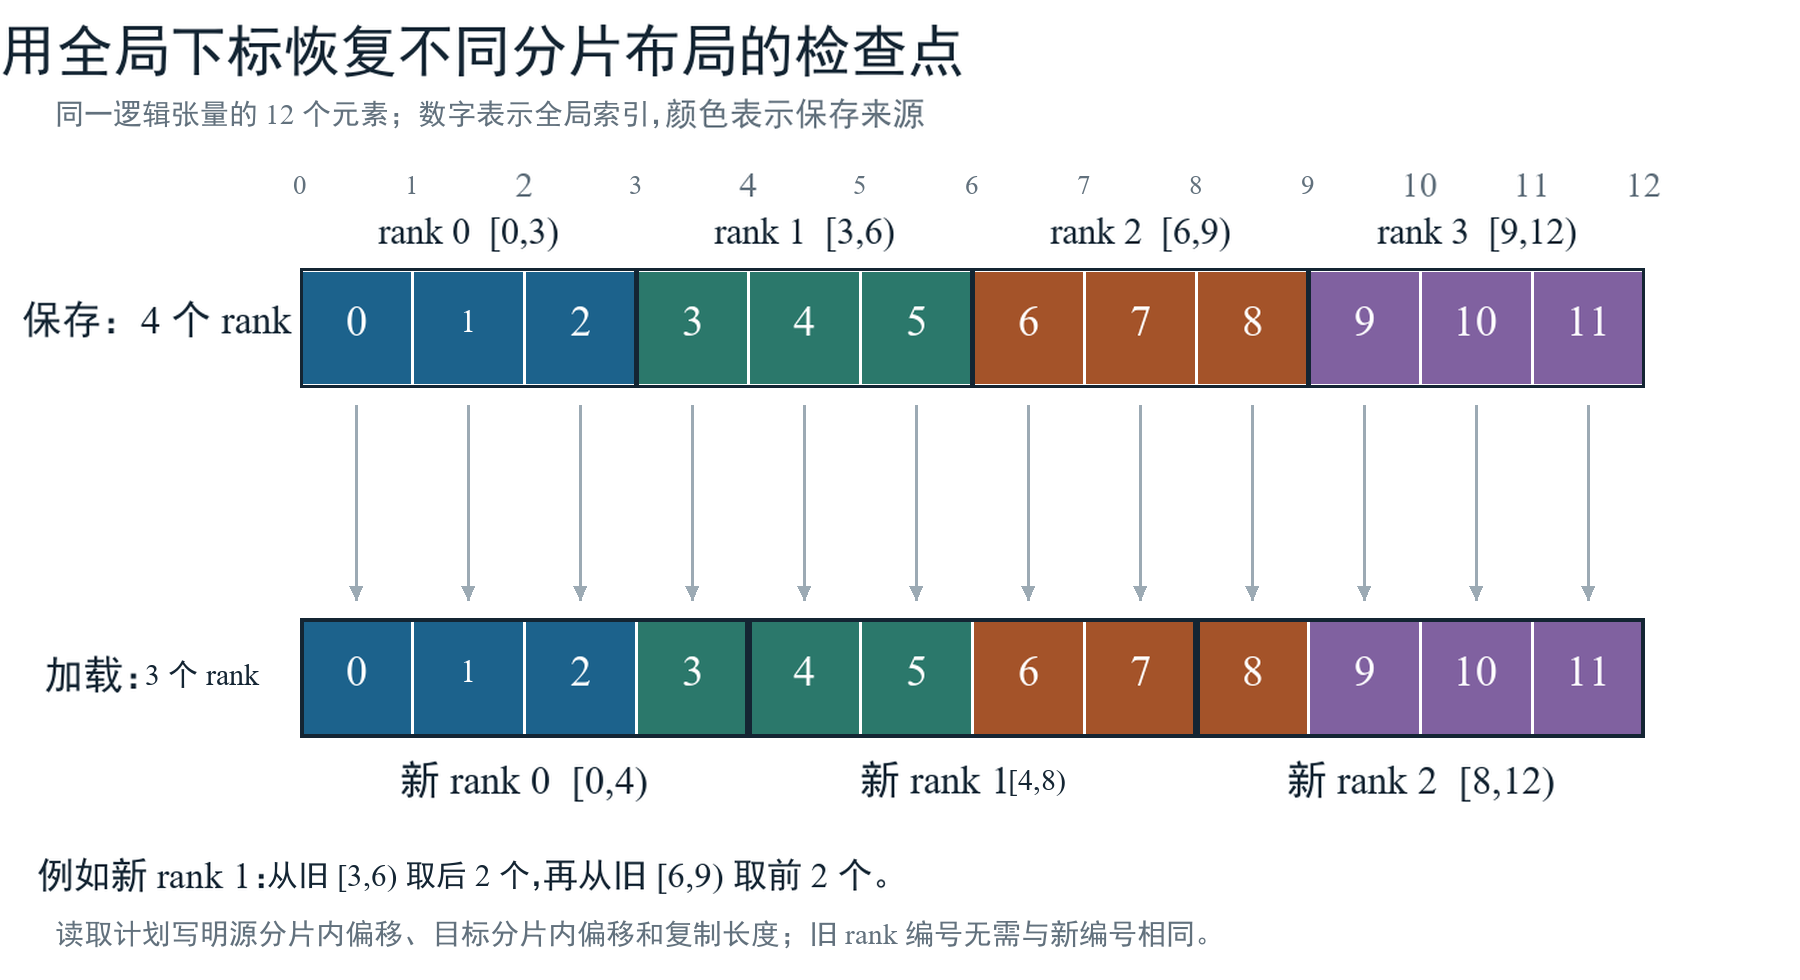 用全局下标恢复不同分片布局的检查点
同一逻辑张量的 12 个元素；数字表示全局索引，颜色表示保存来源
0 1 2 3 4 5 6 7 8 9 10 11 12
rank 0 [0,3) rank 1 [3,6) rank 2 [6,9) rank 3 [9,12)
保存：4 个 rank 0 1 2 3 4 5 6 7 8 9 10 11
加载：3 个 rank 0 1 2 3 4 5 6 7 8 9 10 11
新 rank 0 [0,4) 新 rank 1[4,8) 新 rank 2 [8,12)
例如新 rank 1：从旧 [3,6) 取后 2 个，再从旧 [6,9) 取前 2 个。
读取计划写明源分片内偏移、目标分片内偏移和复制长度；旧 rank 编号无需与新编号相同。